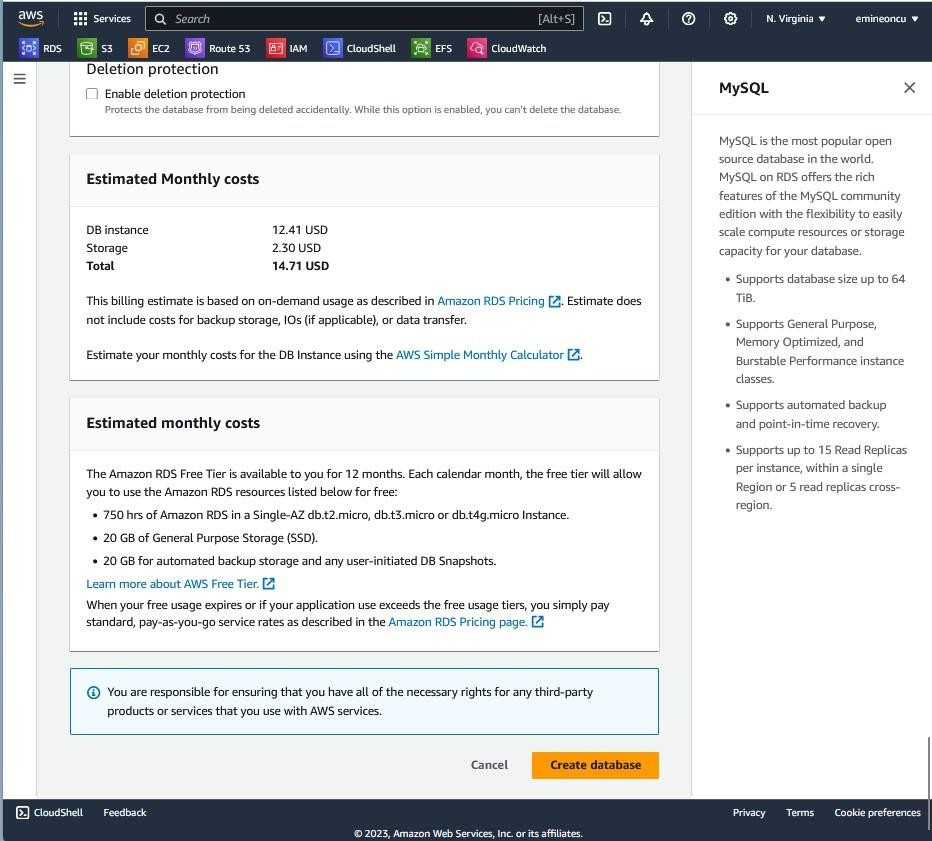 aws
Services
Search
[Alt+S]
N. Virginia
emineoncu
RDS
S3
EC2
Route 53
IAM
CloudShell
EFS
CloudWatch
Deletion protection
Enable deletion protection
Protects the database from being deleted accidentally. While this option is enabled, you can't delete the database.
Estimated Monthly costs
DB instance 12.41 USD
Storage 2.30 USD
Total 14.71 USD
This billing estimate is based on on-demand usage as described in Amazon RDS Pricing. Estimate does
not include costs for backup storage, IOs (if applicable), or data transfer.
Estimate your monthly costs for the DB Instance using the AWS Simple Monthly Calculator.
Estimated monthly costs
The Amazon RDS Free Tier is available to you for 12 months. Each calendar month, the free tier will allow
you to use the Amazon RDS resources listed below for free:
• 750 hrs of Amazon RDS in a Single-AZ db.t2.micro, db.t3.micro or db.t4g.micro Instance.
• 20 GB of General Purpose Storage (SSD).
• 20 GB for automated backup storage and any user-initiated DB Snapshots.
Learn more about AWS Free Tier.
When your free usage expires or if your application use exceeds the free usage tiers, you simply pay
standard, pay-as-you-go service rates as described in the Amazon RDS Pricing page.
You are responsible for ensuring that you have all of the necessary rights for any third-party
products or services that you use with AWS services.
Cancel
Create database
MySQL
MySQL is the most popular open
source database in the world.
MySQL on RDS offers the rich
features of the MySQL community
edition with the flexibility to easily
scale compute resources or storage
capacity for your database.
• Supports database size up to 64
TiB.
• Supports General Purpose,
Memory Optimized, and
Burstable Performance instance
classes.
• Supports automated backup
and point-in-time recovery.
• Supports up to 15 Read Replicas
per instance, within a single
Region or 5 read replicas cross-
region.
CloudShell
Feedback
Privacy
Terms
Cookie preferences
© 2023, Amazon Web Services, Inc. or its affiliates.